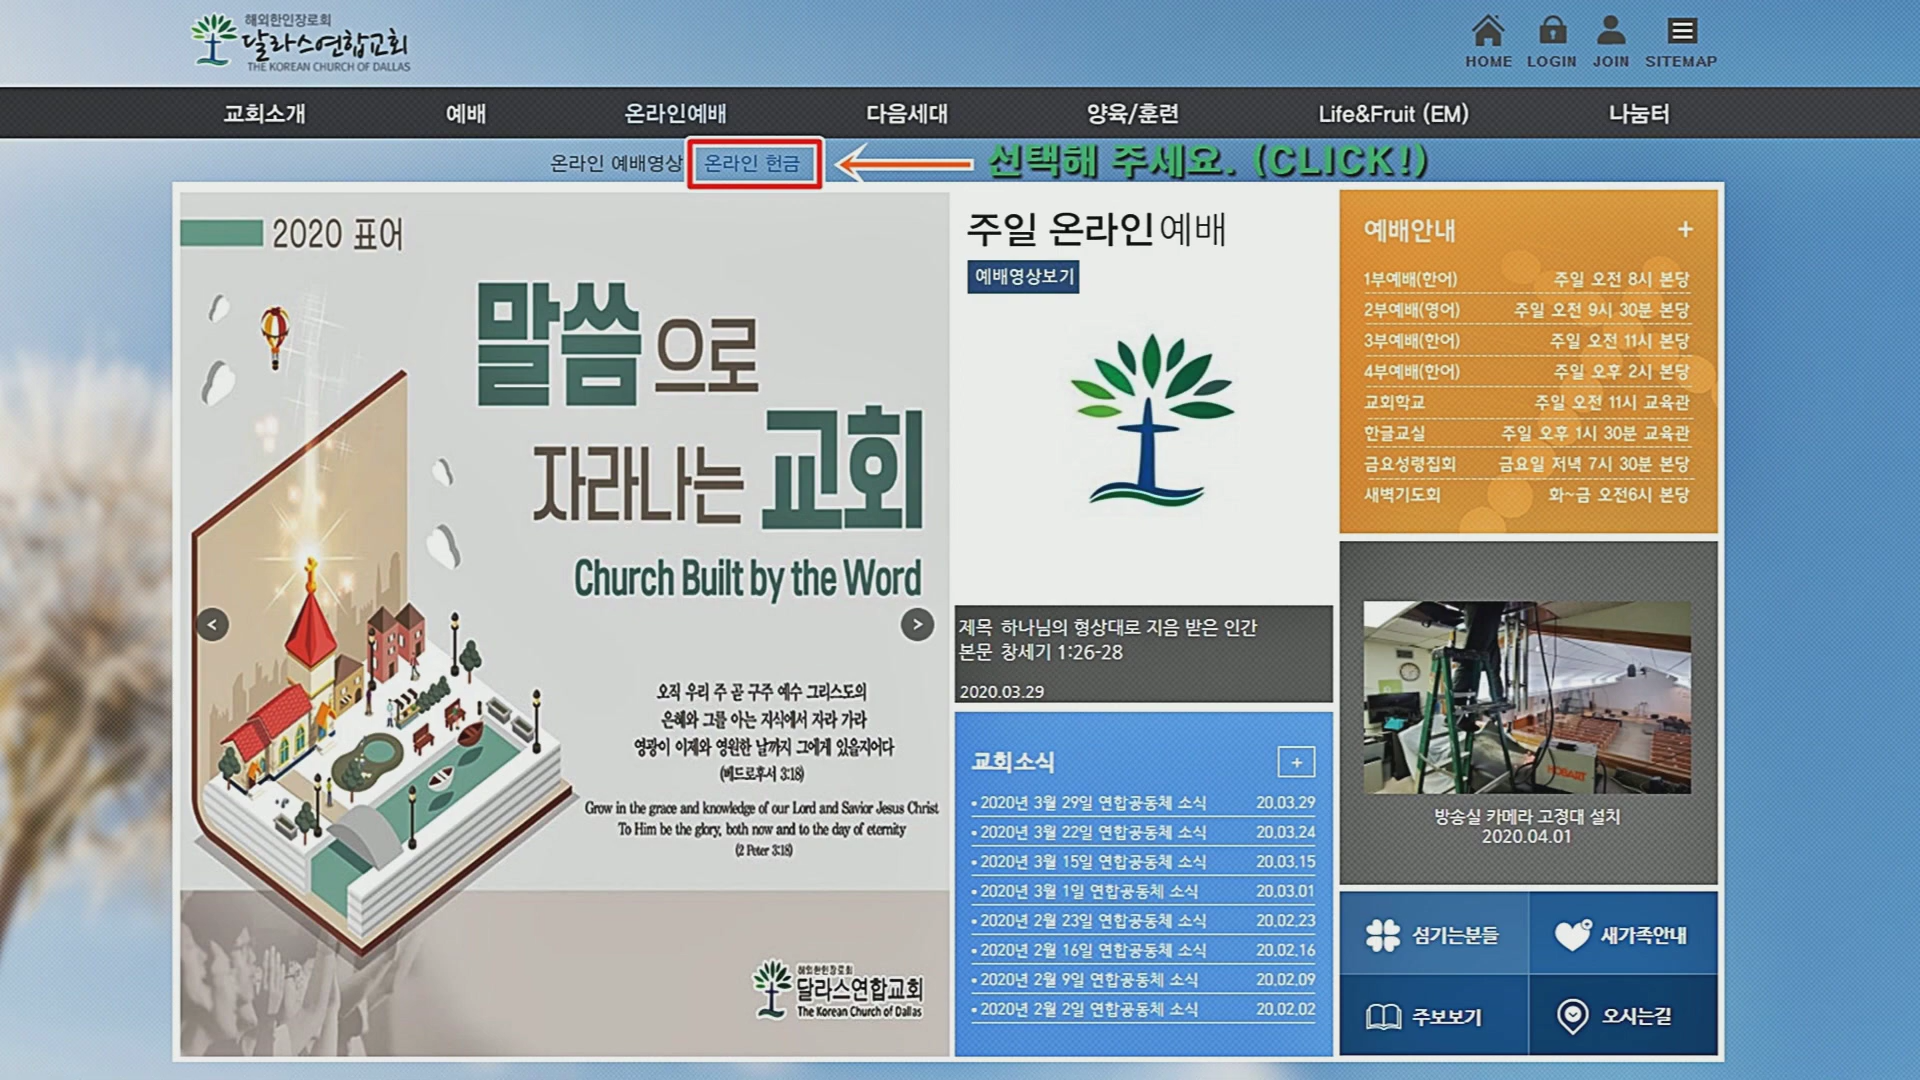 해외한인장로회
달라스연합교회
THE KOREAN CHURCH OF DALLAS
HOME LOGIN JOIN SITEMAP
교회소개 예배 온라인예배 다음세대 양육/훈련 Life&Fruit (EM) 나눔터
온라인 예배영상 온라인 헌금 선택해 주세요. (CLICK!)
2020 표어
말씀으로
자라나는 교회
Church Built by the Word
오직 우리 주 곧 구주 예수 그리스도의
은혜와 그를 아는 지식에서 자라 가라
영광이 이제와 영원한 날까지 그에게 있을지어다
(베드로후서 3:18)
Grow in the grace and knowledge of our Lord and Savior Jesus Christ
To Him be the glory, both now and to the day of eternity
(2 Peter 3:18)
해외한인장로회
달라스연합교회
The Korean Church of Dallas
< >
주일 온라인예배
예배영상보기
제목 하나님의 형상대로 지음 받은 인간
본문 창세기 1:26-28
2020.03.29
교회소식 +
• 2020년 3월 29일 연합공동체 소식 20.03.29
• 2020년 3월 22일 연합공동체 소식 20.03.24
• 2020년 3월 15일 연합공동체 소식 20.03.15
• 2020년 3월 1일 연합공동체 소식 20.03.01
• 2020년 2월 23일 연합공동체 소식 20.02.23
• 2020년 2월 16일 연합공동체 소식 20.02.16
• 2020년 2월 9일 연합공동체 소식 20.02.09
• 2020년 2월 2일 연합공동체 소식 20.02.02
예배안내 +
1부예배(한어) 주일 오전 8시 본당
2부예배(영어) 주일 오전 9시 30분 본당
3부예배(한어) 주일 오전 11시 본당
4부예배(한어) 주일 오후 2시 본당
교회학교 주일 오전 11시 교육관
한글교실 주일 오후 1시 30분 교육관
금요성령집회 금요일 저녁 7시 30분 본당
새벽기도회 화~금 오전6시 본당
HOBART
방송실 카메라 고정대 설치
2020.04.01
섬기는분들 새가족안내
주보보기 오시는길